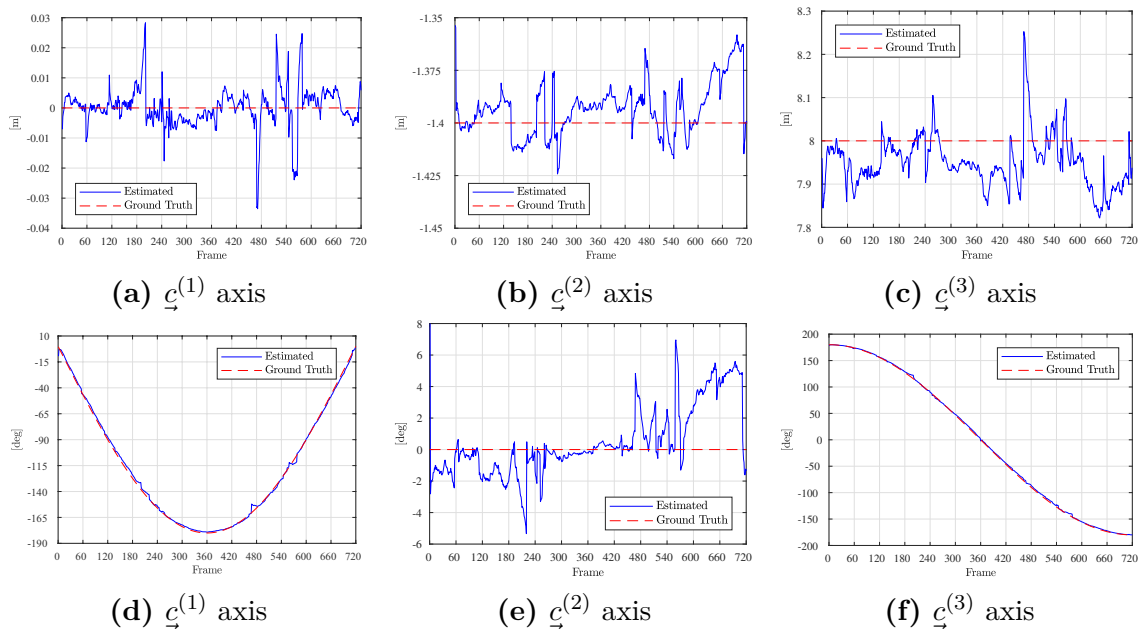 0.03
0.02
0.01
0
-0.01
-0.02
-0.03
-0.04
[m]
Estimated
Ground Truth
0 60 120 180 240 300 360 420 480 540 600 660 720
Frame
(a) c⃗^(1) axis
-1.35
-1.375
-1.4
-1.425
-1.45
[m]
Estimated
Ground Truth
0 60 120 180 240 300 360 420 480 540 600 660 720
Frame
(b) c⃗^(2) axis
8.3
8.2
8.1
8
7.9
7.8
[m]
Estimated
Ground Truth
0 60 120 180 240 300 360 420 480 540 600 660 720
Frame
(c) c⃗^(3) axis
10
-15
-40
-65
-90
-115
-140
-165
-190
[deg]
Estimated
Ground Truth
0 60 120 180 240 300 360 420 480 540 600 660 720
Frame
(d) c⃗^(1) axis
8
6
4
2
0
-2
-4
-6
[deg]
Estimated
Ground Truth
0 60 120 180 240 300 360 420 480 540 600 660 720
Frame
(e) c⃗^(2) axis
200
150
100
50
0
-50
-100
-150
-200
[deg]
Estimated
Ground Truth
0 60 120 180 240 300 360 420 480 540 600 660 720
Frame
(f) c⃗^(3) axis